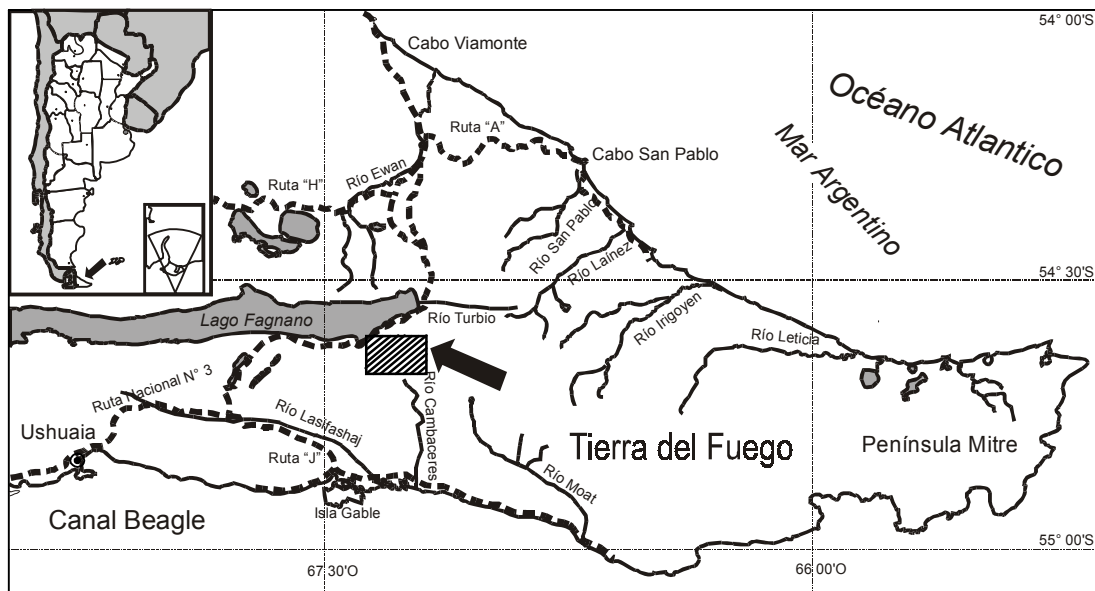 54° 00'S
Cabo Viamonte
Océano Atlantico
Ruta “A”
Cabo San Pablo
Mar Argentino
Río Ewan
Ruta “H”
Río San Pablo
Río Laínez
54° 30'S
Lago Fagnano
Río Turbio
Río Irigoyen
Río Leticia
Ruta Nacional N° 3
Río Cambaceres
Río Lasifashaj
Ushuaia
Tierra del Fuego
Península Mitre
Ruta “J”
Río Moat
Isla Gable
Canal Beagle
55° 00'S
67°30'O
66°00'O